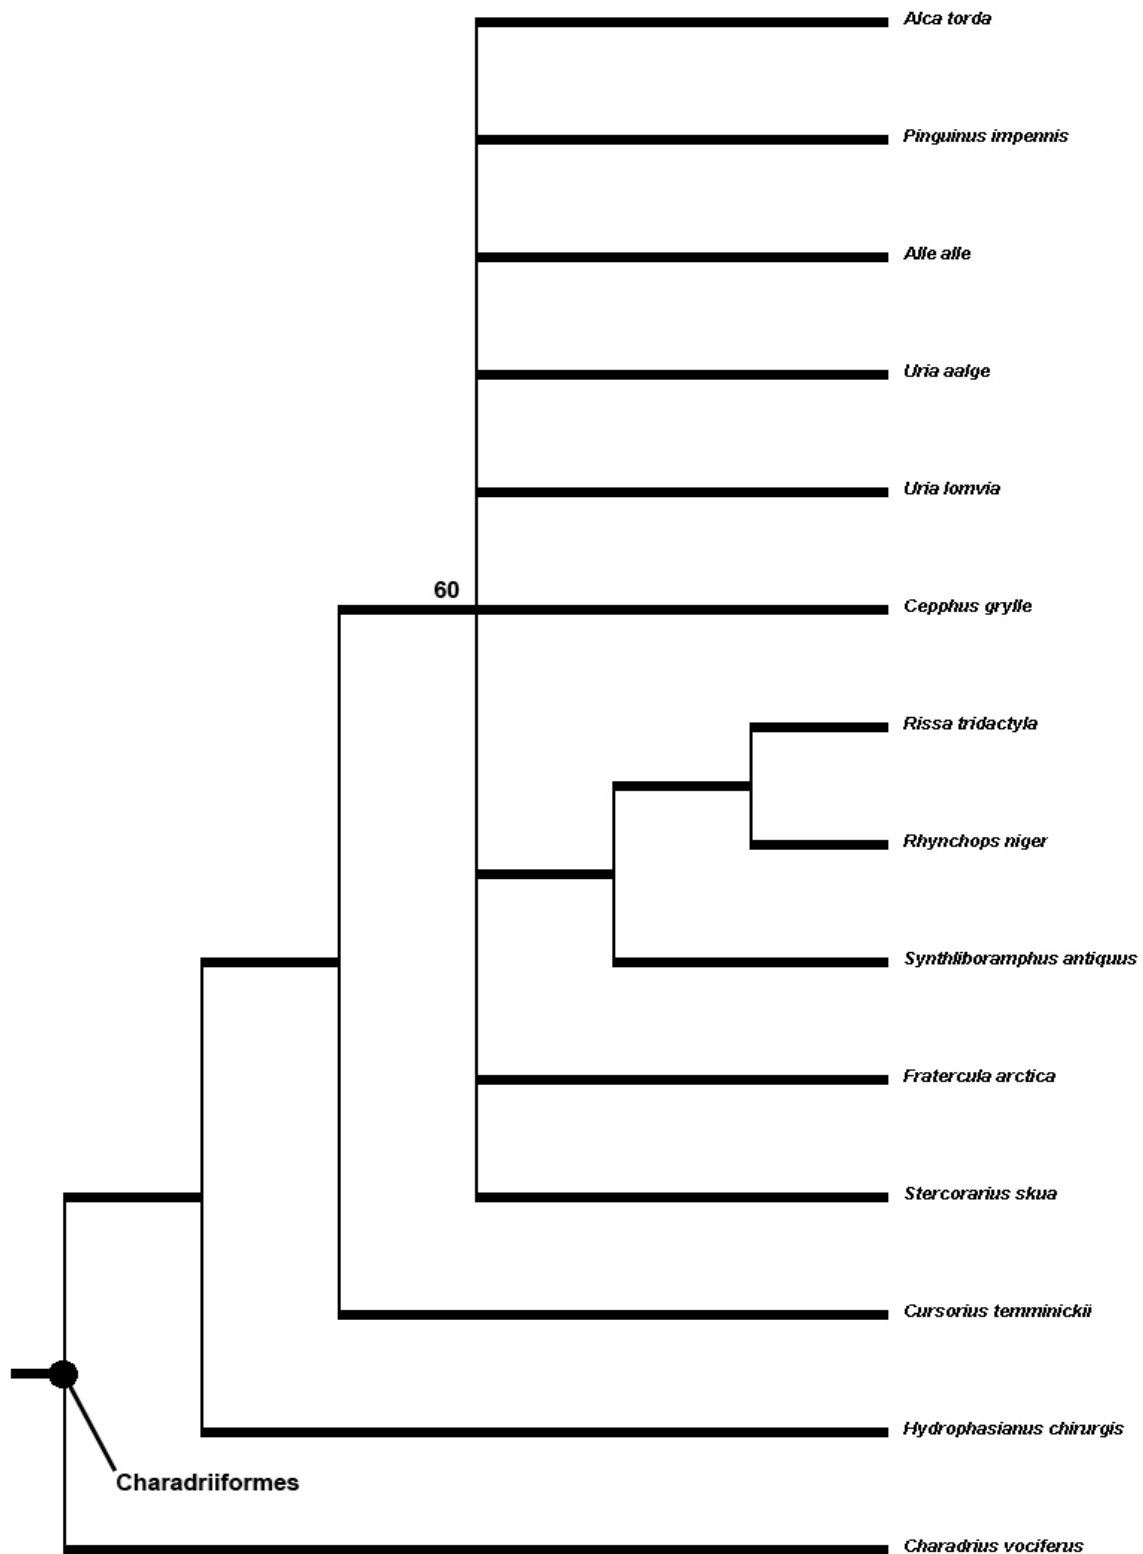 Alca torda
Pinguinus impennis
Alle alle
Uria aalge
Uria lomvia
60
Cepphus grylle
Rissa tridactyla
Rhynchops niger
Synthliboramphus antiquus
Fratercula arctica
Stercorarius skua
Cursorius temminickii
Hydrophasianus chirurgis
Charadriiformes
Charadrius vociferus